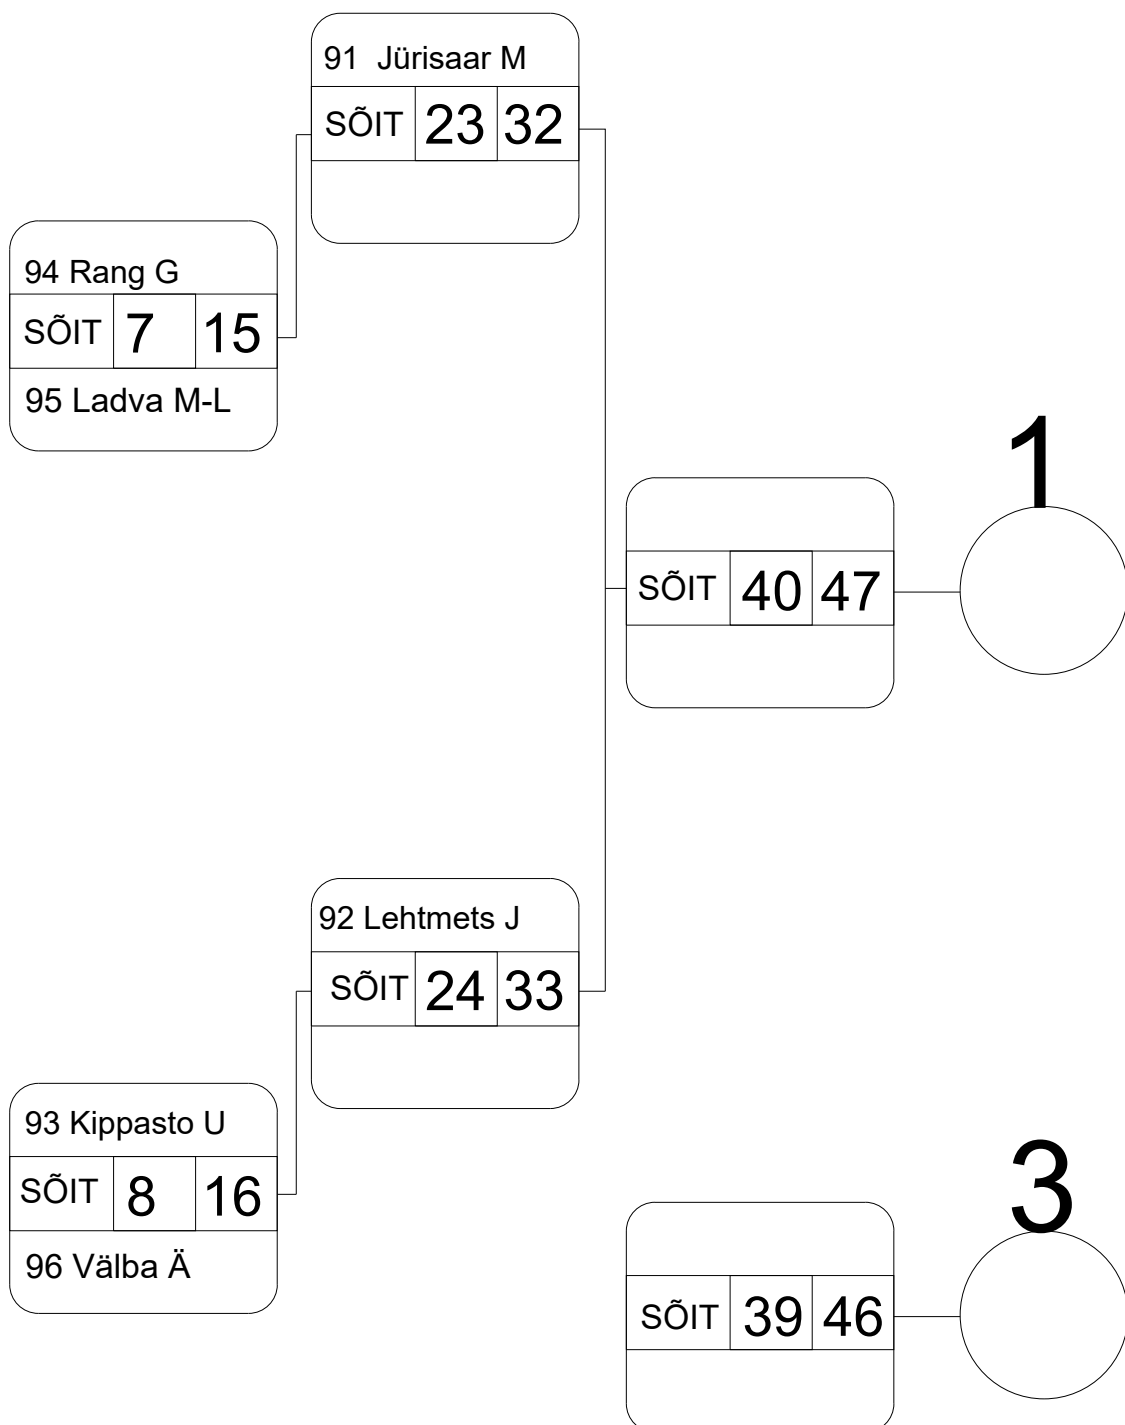 91  Jürisaar M
SÕIT 23 32
94 Rang G
SÕIT 7 15
95 Ladva M-L
1
SÕIT 40 47
92 Lehtmets J
SÕIT 24 33
93 Kippasto U
SÕIT 8 16
96 Välba Ä
3
SÕIT 39 46